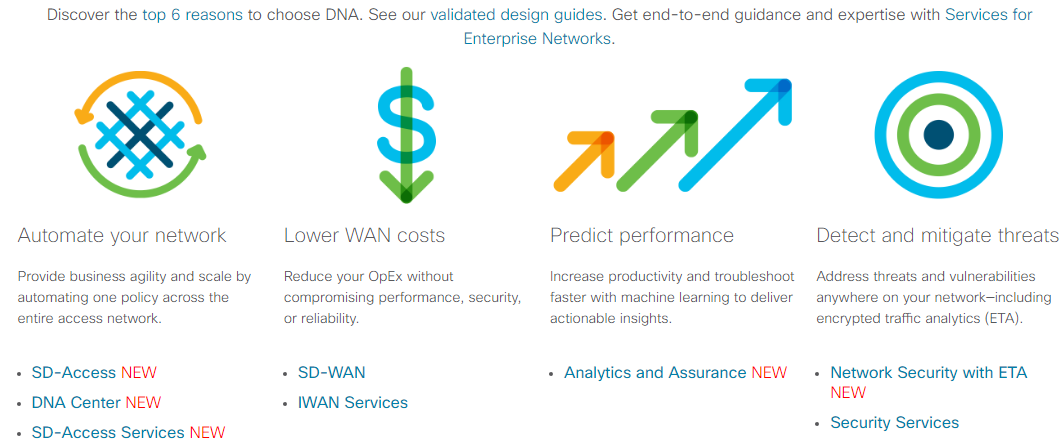 Discover the top 6 reasons to choose DNA. See our validated design guides. Get end-to-end guidance and expertise with Services for
Enterprise Networks.
Automate your network
Provide business agility and scale by
automating one policy across the
entire access network.
• SD-Access NEW
• DNA Center NEW
• SD-Access Services NEW
Lower WAN costs
Reduce your OpEx without
compromising performance, security,
or reliability.
• SD-WAN
• IWAN Services
Predict performance
Increase productivity and troubleshoot
faster with machine learning to deliver
actionable insights.
• Analytics and Assurance NEW
Detect and mitigate threats
Address threats and vulnerabilities
anywhere on your network—including
encrypted traffic analytics (ETA).
• Network Security with ETA
NEW
• Security Services